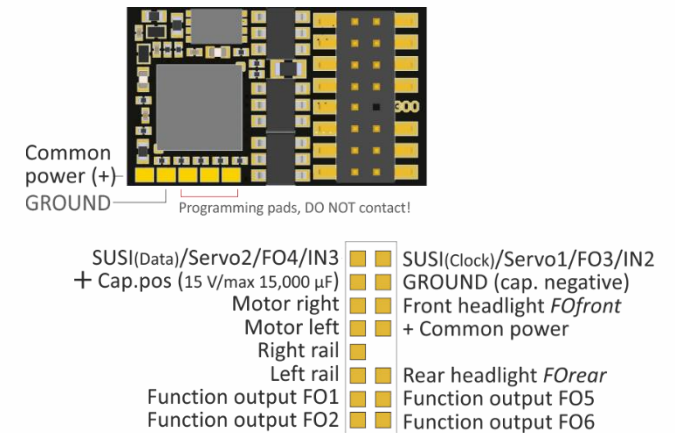 300
Common
power (+)
GROUND
Programming pads, DO NOT contact!
SUSI(Data)/Servo2/FO4/IN3
SUSI(Clock)/Servo1/FO3/IN2
+ Cap.pos (15 V/max 15,000 µF)
GROUND (cap. negative)
Motor right
Front headlight FOfront
Motor left
+ Common power
Right rail
Left rail
Rear headlight FOrear
Function output FO1
Function output FO5
Function output FO2
Function output FO6